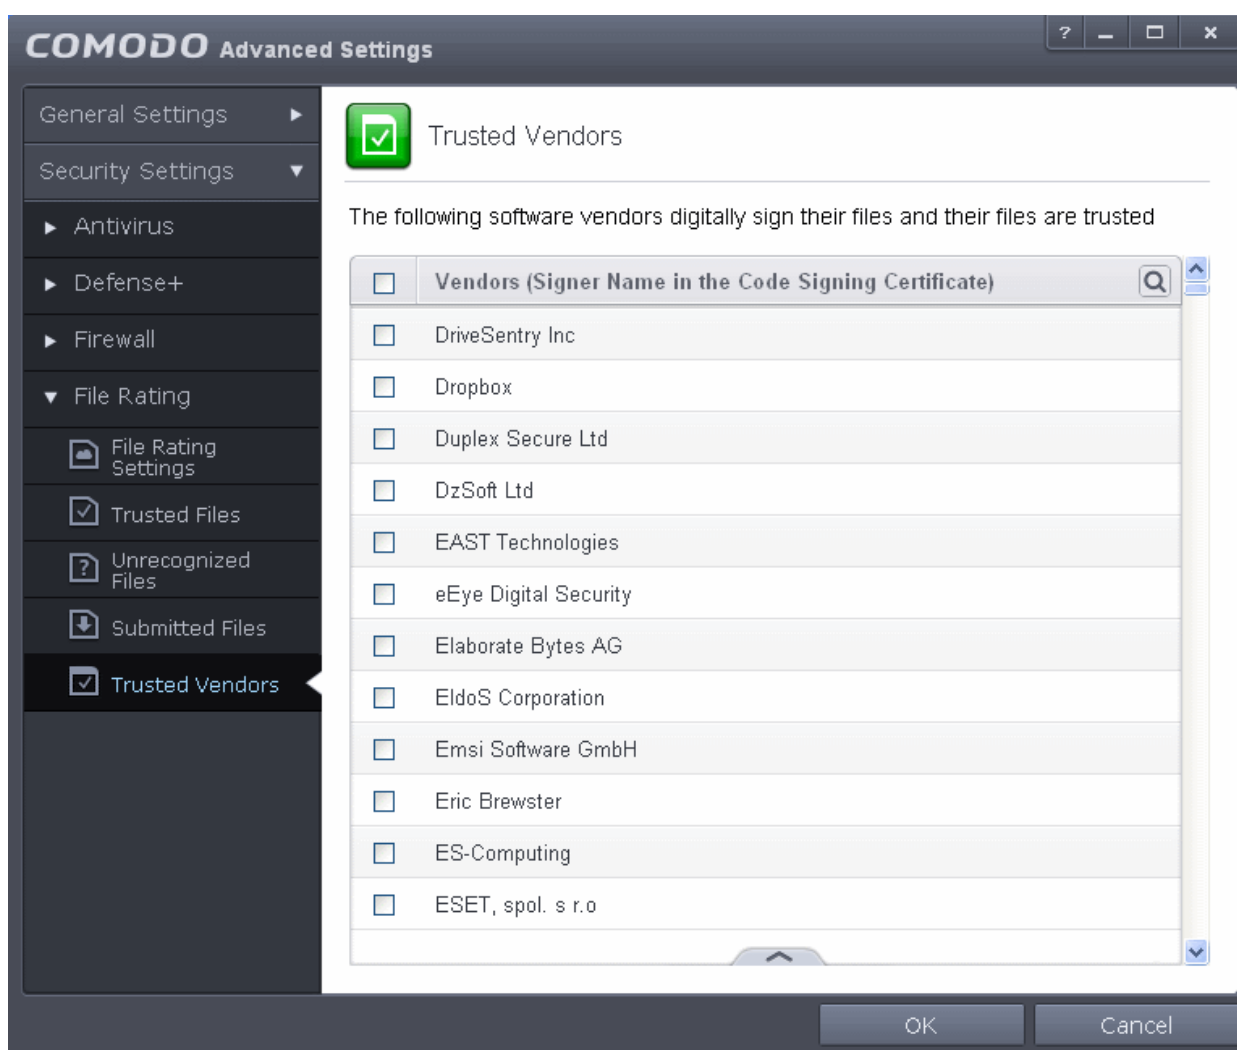 COMODO Advanced Settings
?
General Settings
Security Settings
Antivirus
Defense+
Firewall
File Rating
File Rating
Settings
Trusted Files
Unrecognized
Files
Submitted Files
Trusted Vendors
Trusted Vendors
The following software vendors digitally sign their files and their files are trusted
Vendors (Signer Name in the Code Signing Certificate)
DriveSentry Inc
Dropbox
Duplex Secure Ltd
DzSoft Ltd
EAST Technologies
eEye Digital Security
Elaborate Bytes AG
EldoS Corporation
Emsi Software GmbH
Eric Brewster
ES-Computing
ESET, spol. s r.o
OK
Cancel